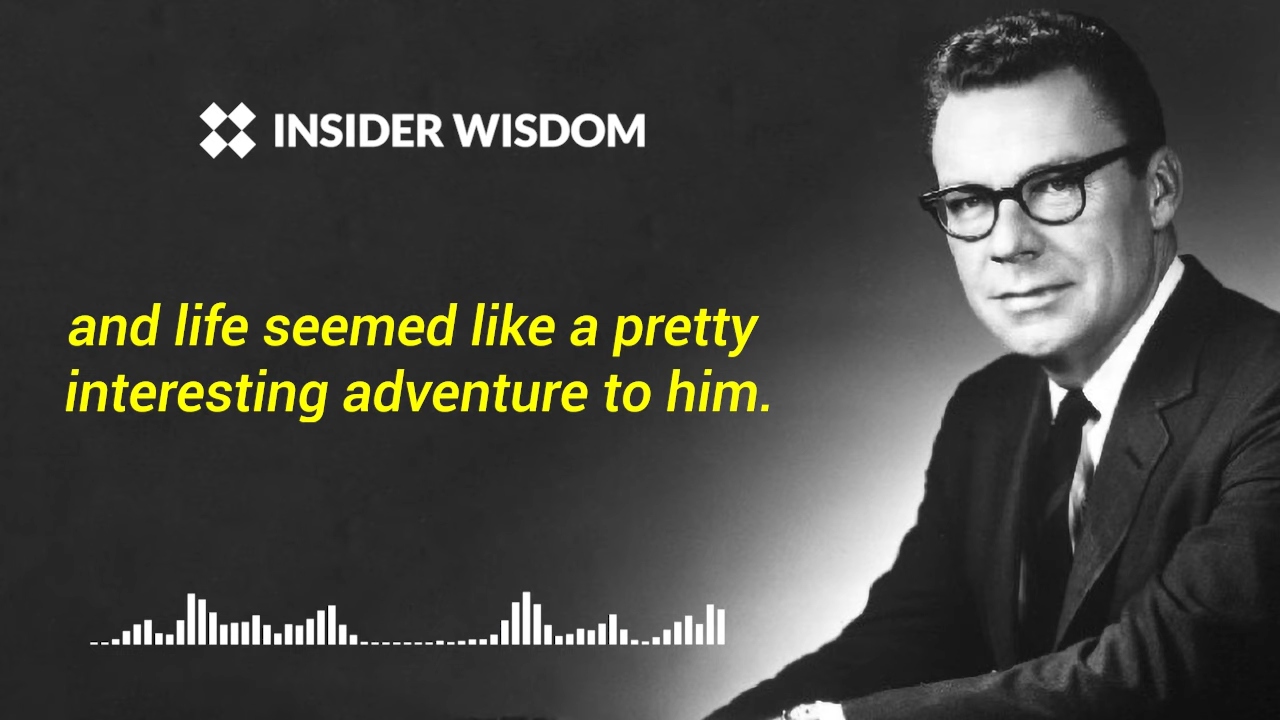 INSIDER WISDOM
and life seemed like a pretty
interesting adventure to him.